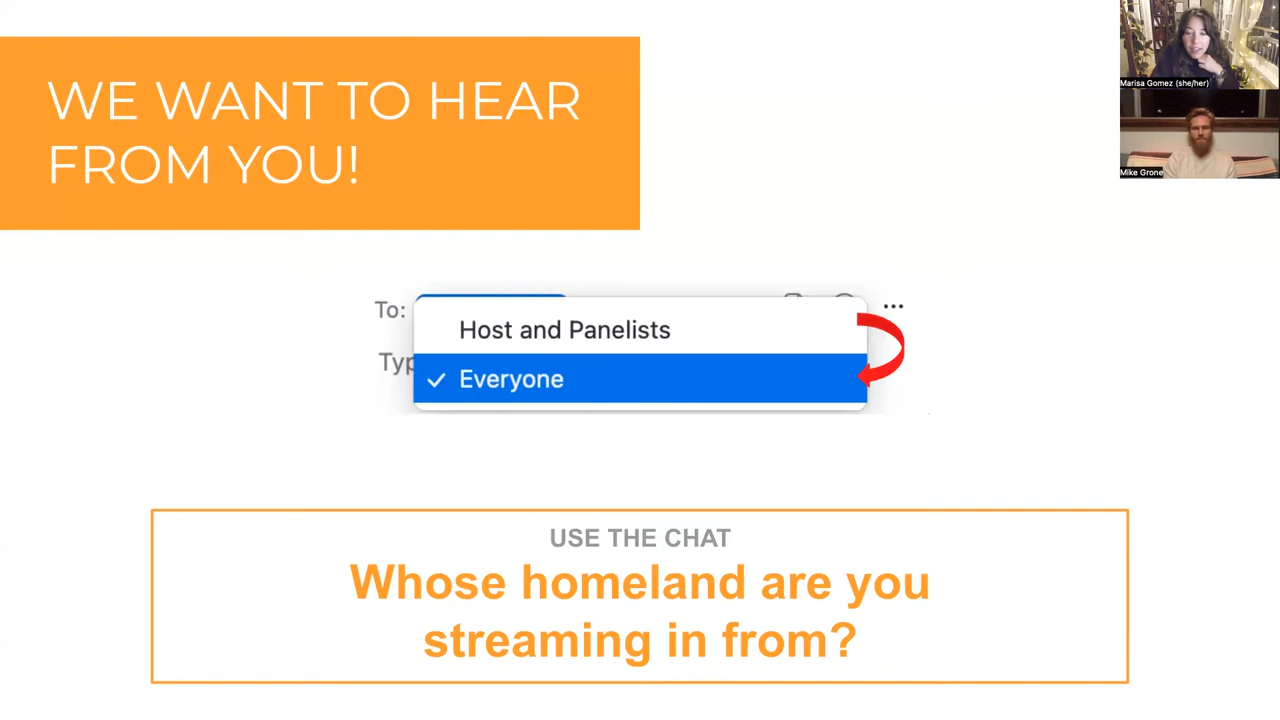 WE WANT TO HEAR
FROM YOU!
Marisa Gomez (she/her)
Mike Grone
To:
Host and Panelists
Typ
Everyone
USE THE CHAT
Whose homeland are you
streaming in from?